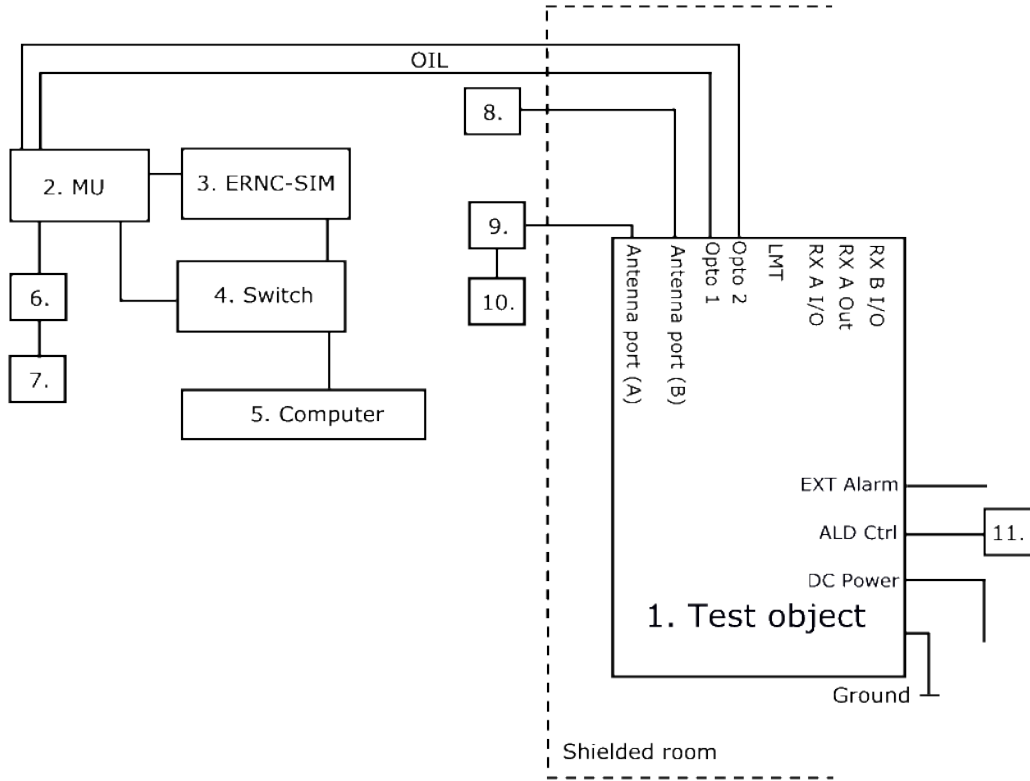 OIL
8.
2. MU
3. ERNC-SIM
9.
4. Switch
6.
10.
7.
5. Computer
Antenna port (A)
Antenna port (B)
Opto 1
Opto 2
LMT
RX A I/O
RX A Out
RX B I/O
EXT Alarm
ALD Ctrl
11.
DC Power
1. Test object
Ground
Shielded room